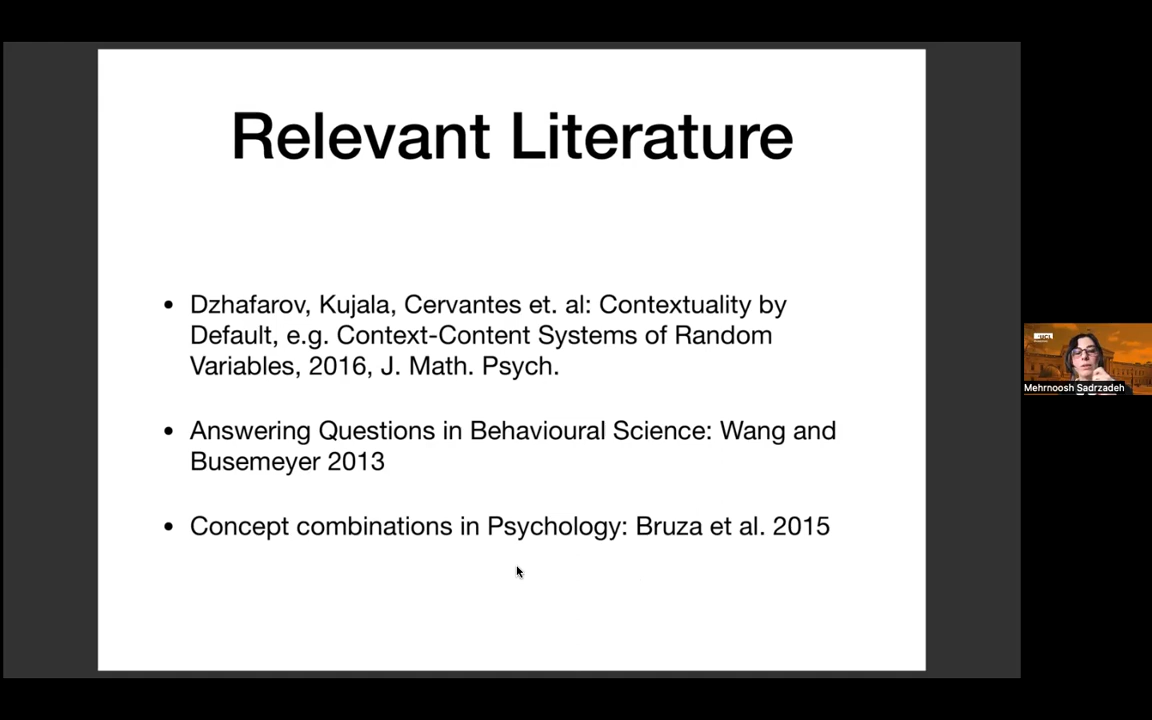 Relevant Literature
• Dzhafarov, Kujala, Cervantes et. al: Contextuality by
Default, e.g. Context-Content Systems of Random
Variables, 2016, J. Math. Psych.
• Answering Questions in Behavioural Science: Wang and
Busemeyer 2013
• Concept combinations in Psychology: Bruza et al. 2015
UCL
Mehrnoosh Sadrzadeh